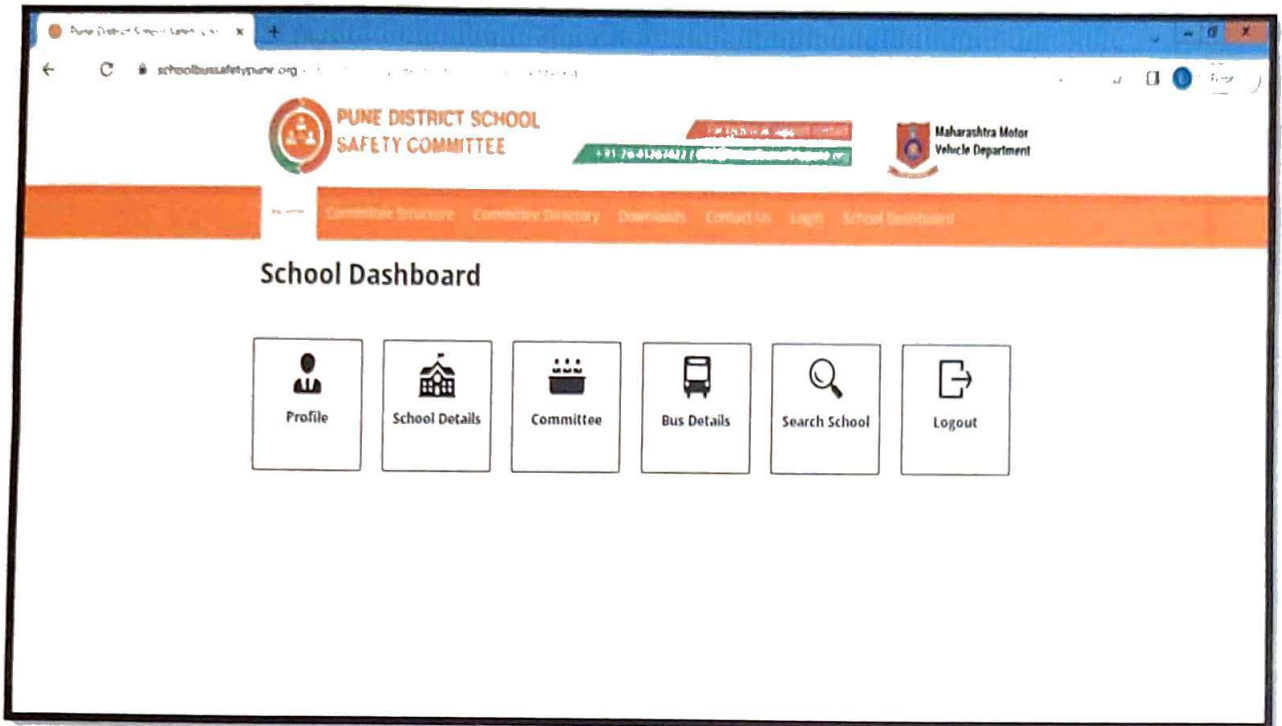 schoolbussafetypune.org
PUNE DISTRICT SCHOOL
SAFETY COMMITTEE
Maharashtra Motor
Vehicle Department
Committee Structure Committee Directory Downloads Contact Us Login School Dashboard
School Dashboard
Profile School Details Committee Bus Details Search School Logout